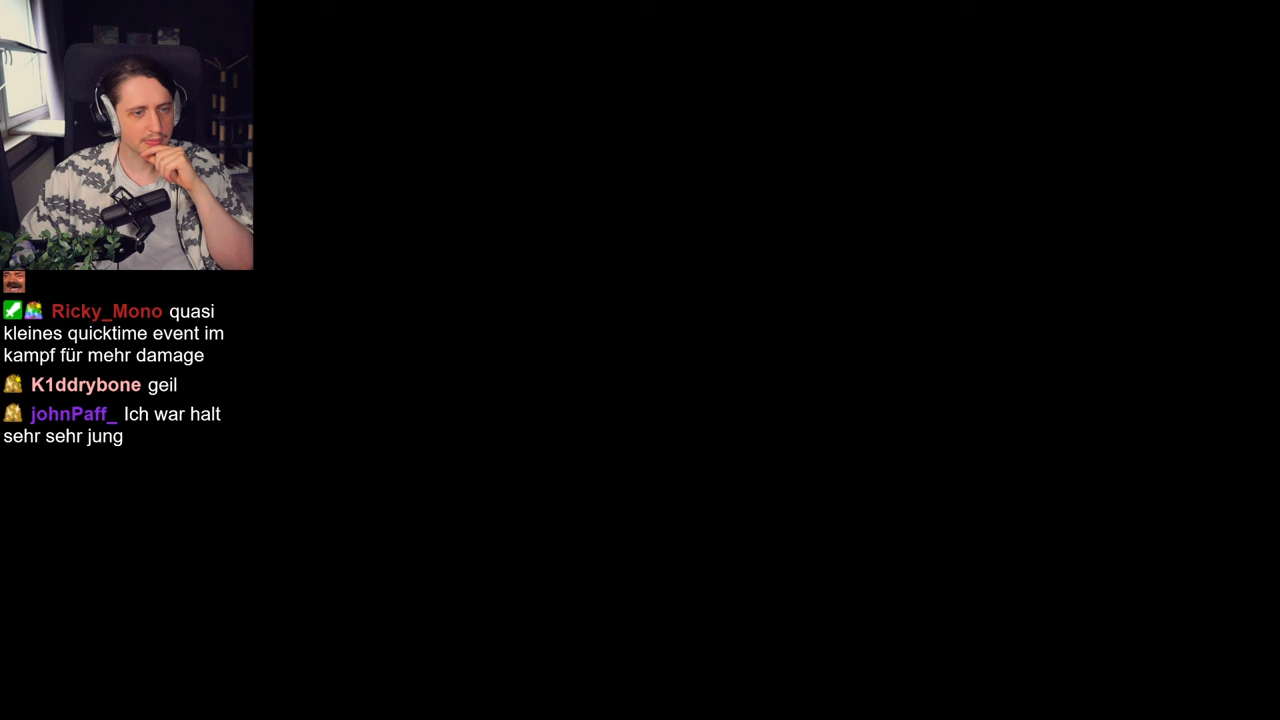 Ricky_Mono quasi
kleines quicktime event im
kampf für mehr damage
K1ddrybone geil
johnPaff_ Ich war halt
sehr sehr jung